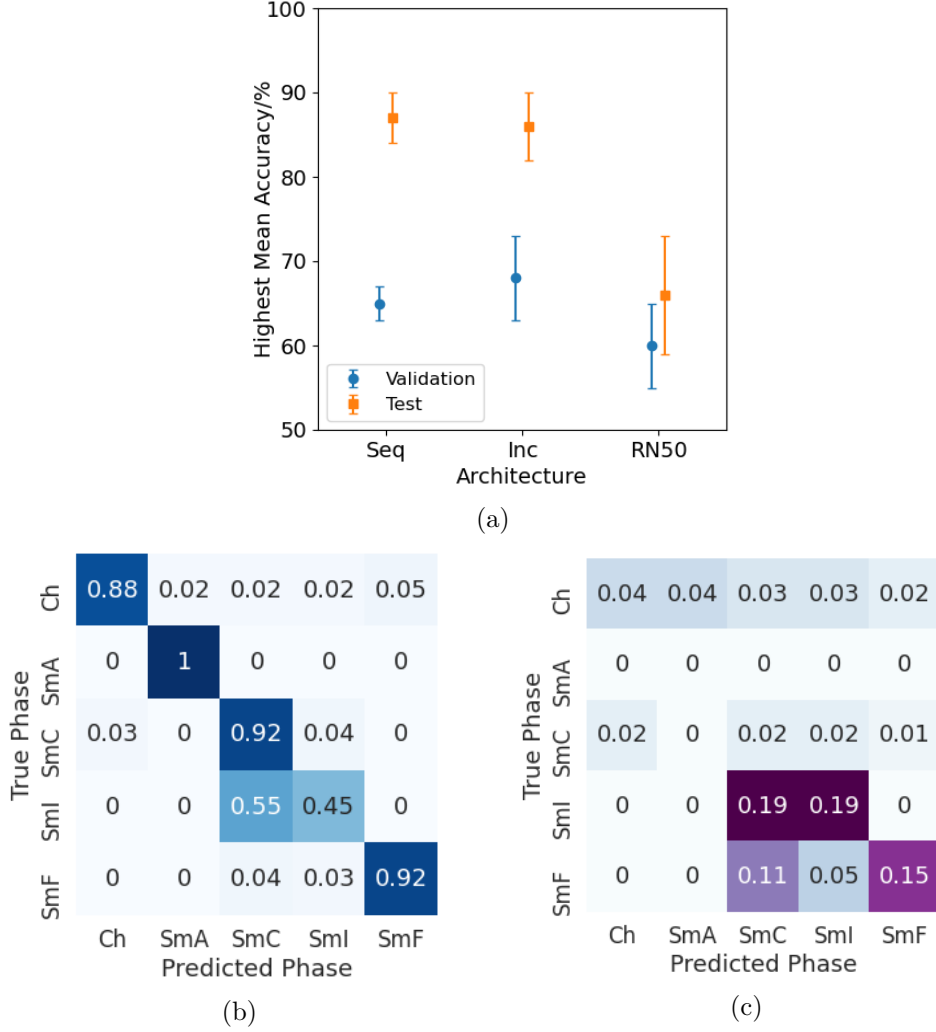 100
90
80
70
60
50
Highest Mean Accuracy/%
Validation
Test
Seq Inc RN50
Architecture
(a)
True Phase
Ch 0.88 0.02 0.02 0.02 0.05
SmA 0 1 0 0 0
SmC 0.03 0 0.92 0.04 0
SmI 0 0 0.55 0.45 0
SmF 0 0 0.04 0.03 0.92
Ch SmA SmC SmI SmF
Predicted Phase
(b)
True Phase
Ch 0.04 0.04 0.03 0.03 0.02
SmA 0 0 0 0 0
SmC 0.02 0 0.02 0.02 0.01
SmI 0 0 0.19 0.19 0
SmF 0 0 0.11 0.05 0.15
Ch SmA SmC SmI SmF
Predicted Phase
(c)